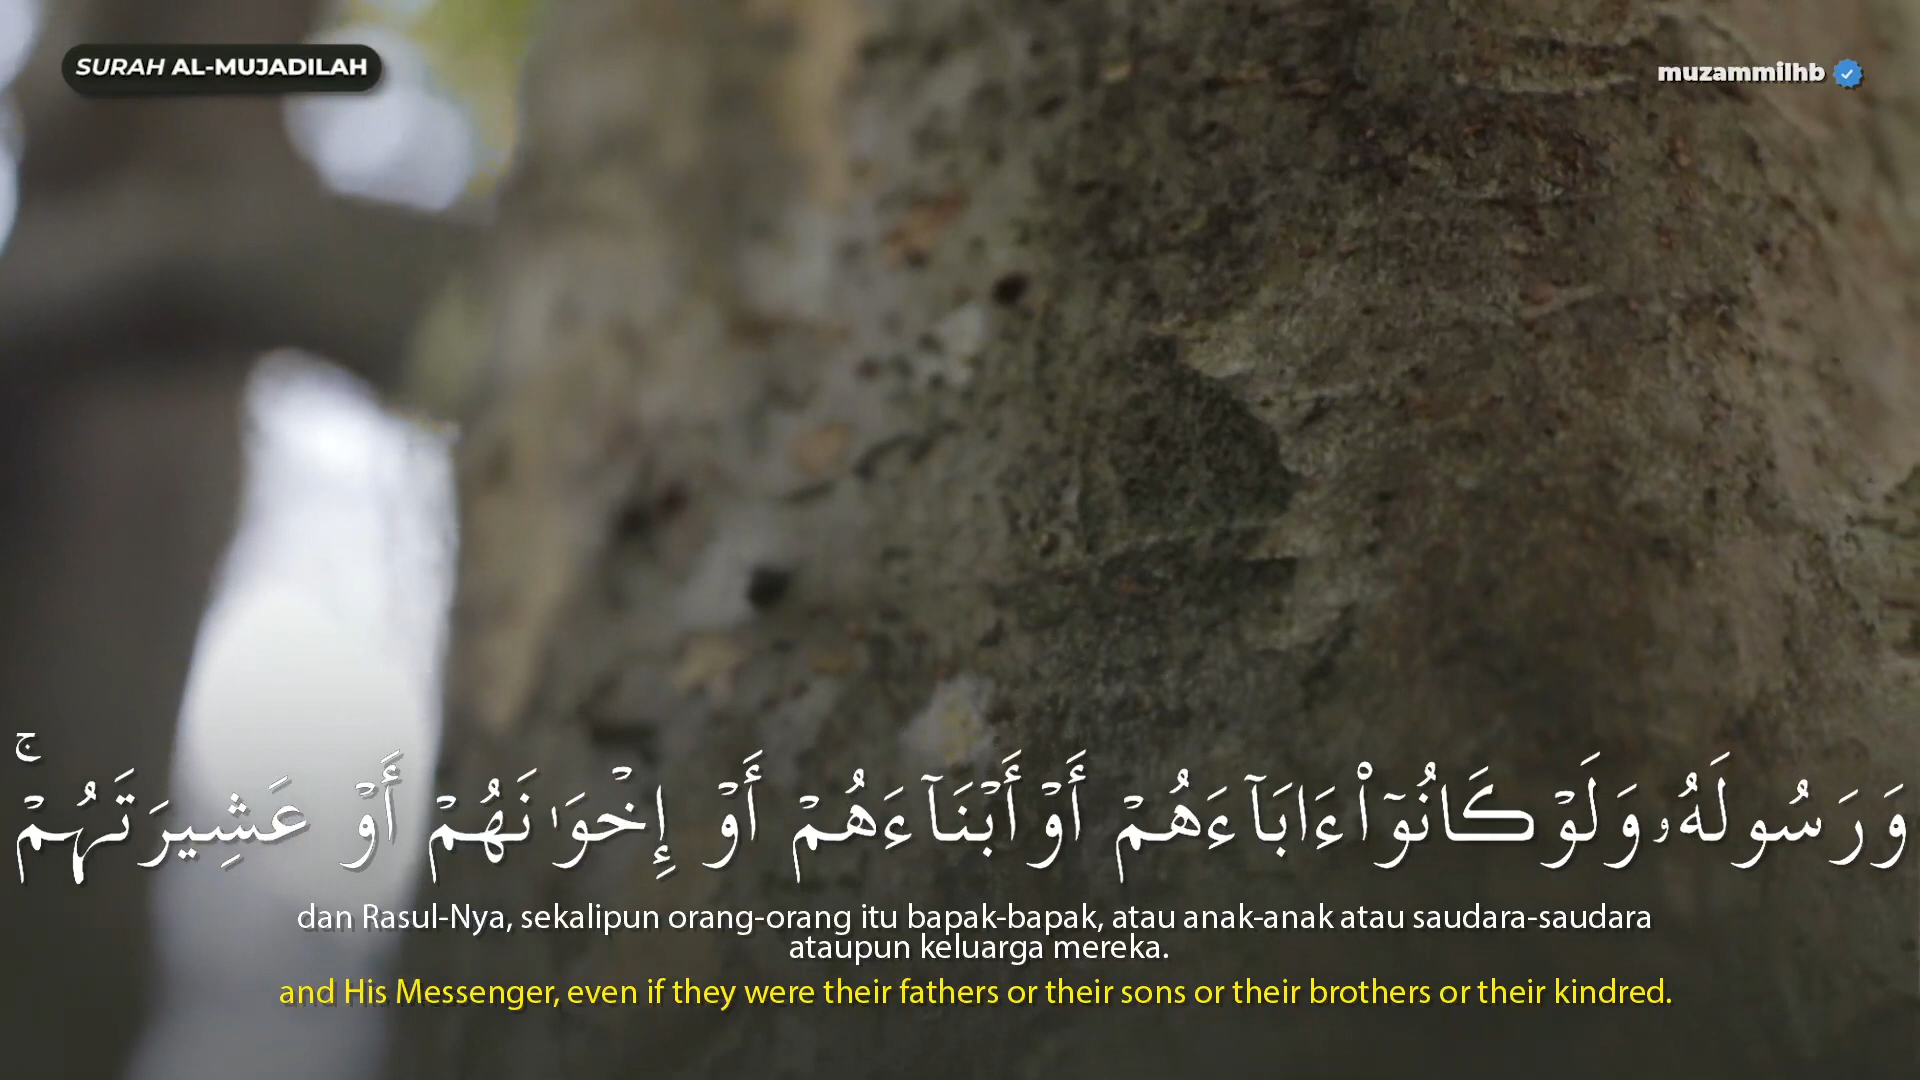 SURAH AL-MUJADILAH
muzammilhb
وَرَسُولَهُۥ وَلَوْ كَانُوٓا۟ ءَابَآءَهُمْ أَوْ أَبْنَآءَهُمْ أَوْ إِخْوَٰنَهُمْ أَوْ عَشِيرَتَهُمْ ۚ
dan Rasul-Nya, sekalipun orang-orang itu bapak-bapak, atau anak-anak atau saudara-saudara
ataupun keluarga mereka.
and His Messenger, even if they were their fathers or their sons or their brothers or their kindred.